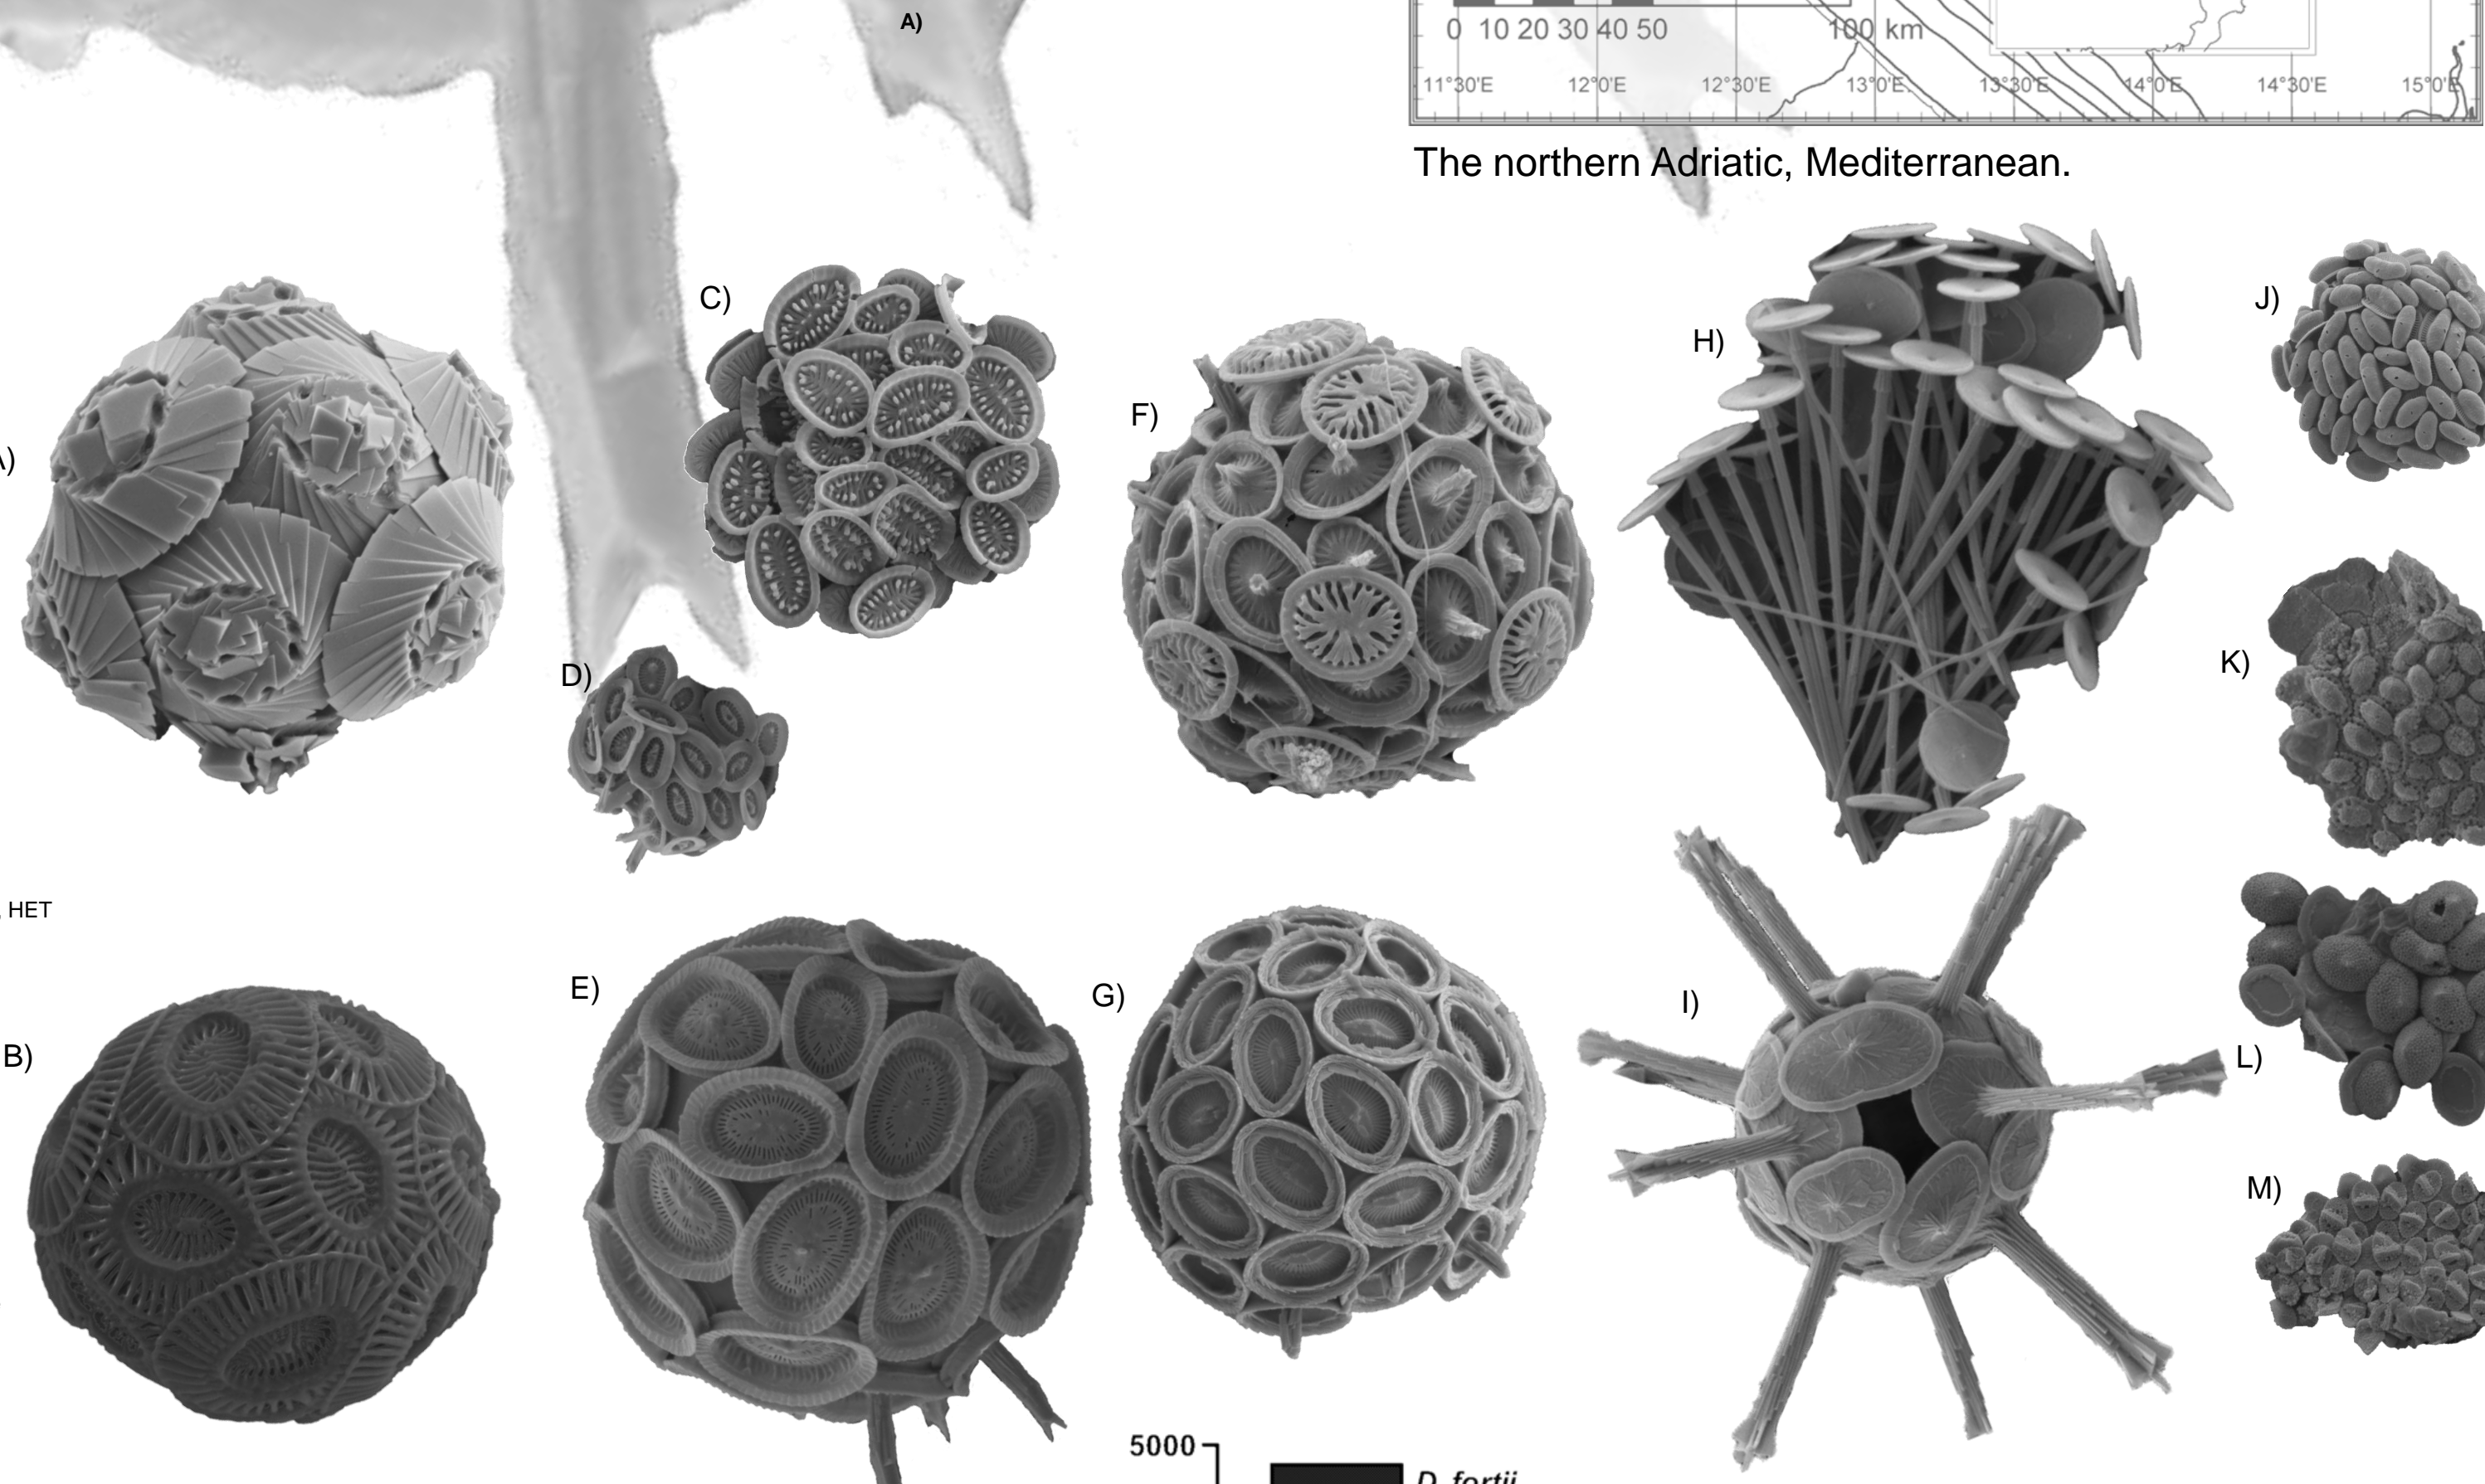 A)
0 10 20 30 40 50 100 km
11°30'E 12°0'E 12°30'E 13°0'E 13°30'E 14°0'E 14°30'E 15°0'E
The northern Adriatic, Mediterranean.
C)
J)
H)
F)
A)
K)
D)
HET
E)
G)
I)
B)
L)
M)
5000
D. fortii